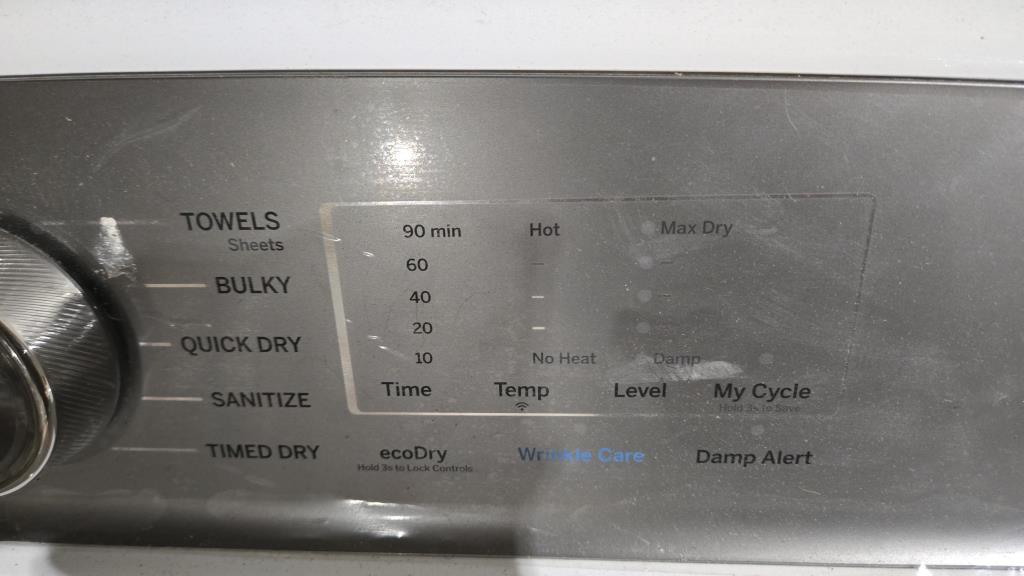 TOWELS
Sheets
BULKY
QUICK DRY
SANITIZE
TIMED DRY
90 min Hot Max Dry
60
40
20
10 No Heat Damp
Time Temp Level My Cycle
Hold 3s to Save
ecoDry Wrinkle Care Damp Alert
Hold 3s to Lock Controls